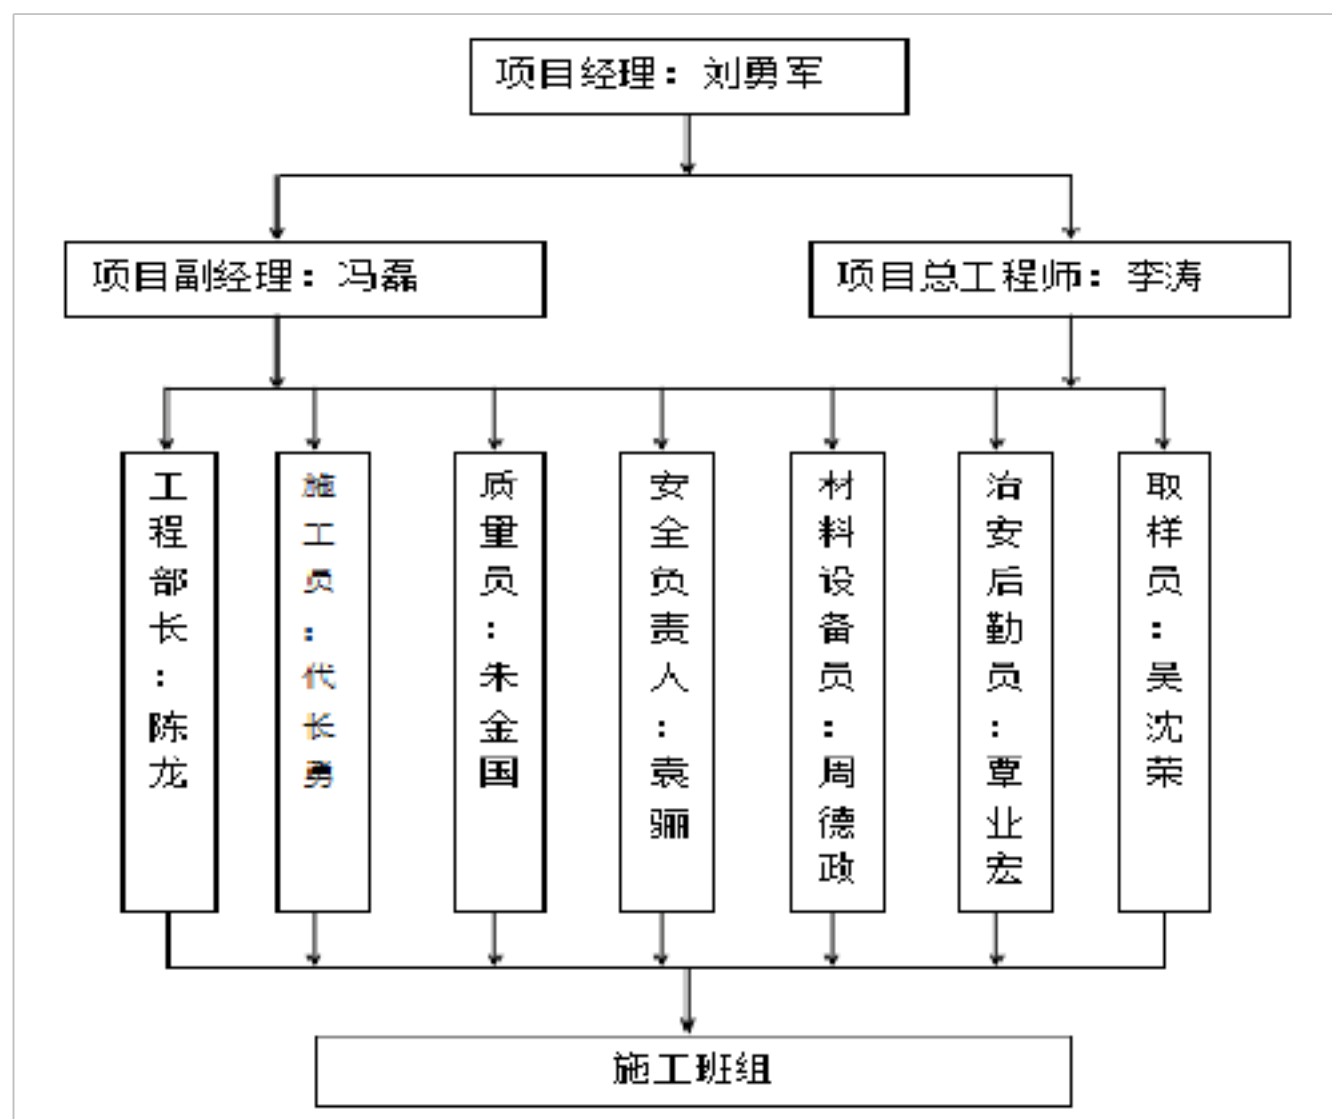 项目经理：刘勇军
项目副经理：冯磊
项目总工程师：李涛
工程部长：陈龙
施工员：代长勇
质量员：朱金国
安全负责人：袁骊
材料设备员：周德政
治安后勤员：覃业宏
取样员：吴沈荣
施工班组